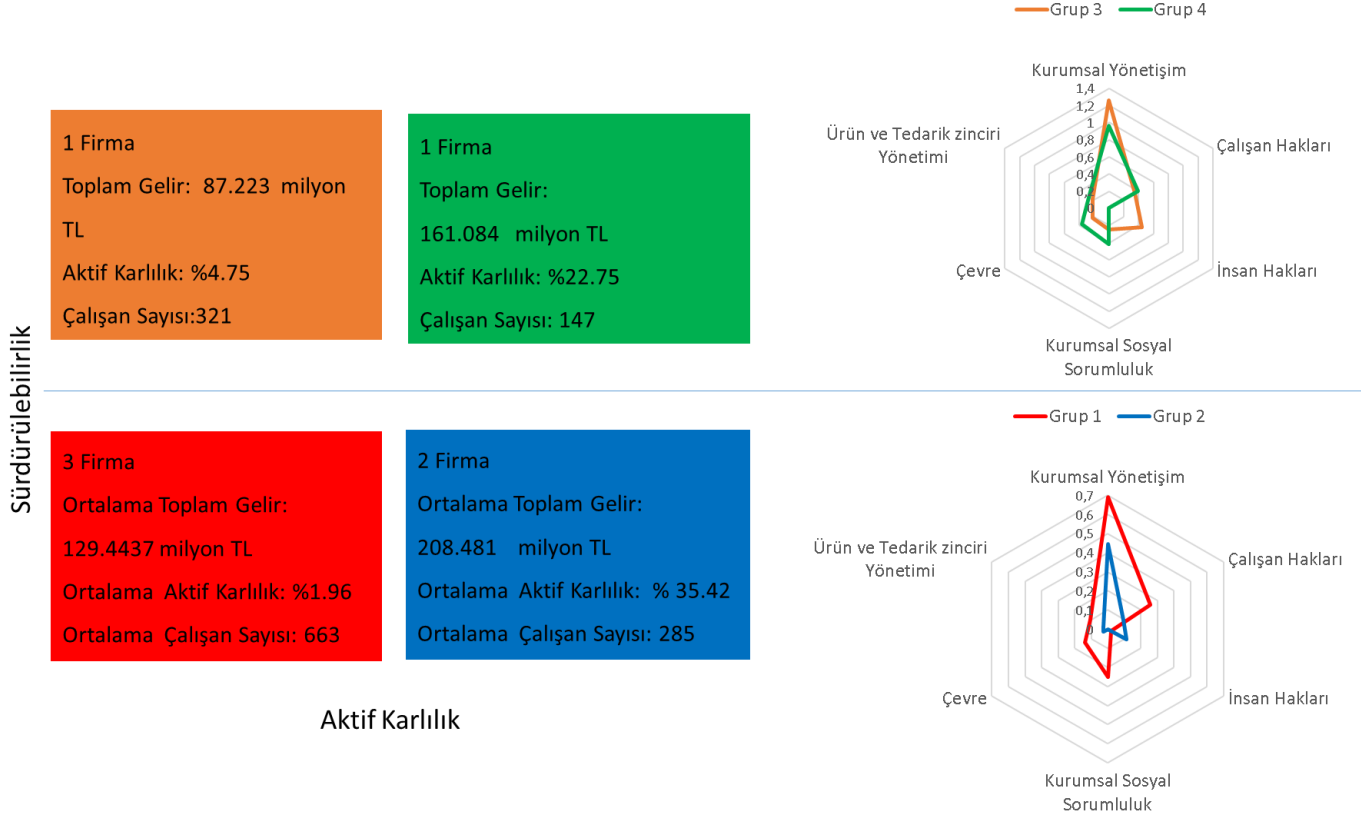 Grup 3 Grup 4
Kurumsal Yönetişim
1,4
1,2
1
0,8
0,6
0,4
0,2
0
Çalışan Hakları
İnsan Hakları
Kurumsal Sosyal
Sorumluluk
Çevre
Ürün ve Tedarik zinciri
Yönetimi
1 Firma
Toplam Gelir: 87.223 milyon
TL
Aktif Karlılık: %4.75
Çalışan Sayısı:321
1 Firma
Toplam Gelir:
161.084 milyon TL
Aktif Karlılık: %22.75
Çalışan Sayısı: 147
Sürdürülebilirlik
3 Firma
Ortalama Toplam Gelir:
129.4437 milyon TL
Ortalama Aktif Karlılık: %1.96
Ortalama Çalışan Sayısı: 663
2 Firma
Ortalama Toplam Gelir:
208.481 milyon TL
Ortalama Aktif Karlılık: % 35.42
Ortalama Çalışan Sayısı: 285
Aktif Karlılık
Grup 1 Grup 2
Kurumsal Yönetişim
0,7
0,6
0,5
0,4
0,3
0,2
0,1
0
Çalışan Hakları
İnsan Hakları
Kurumsal Sosyal
Sorumluluk
Çevre
Ürün ve Tedarik zinciri
Yönetimi